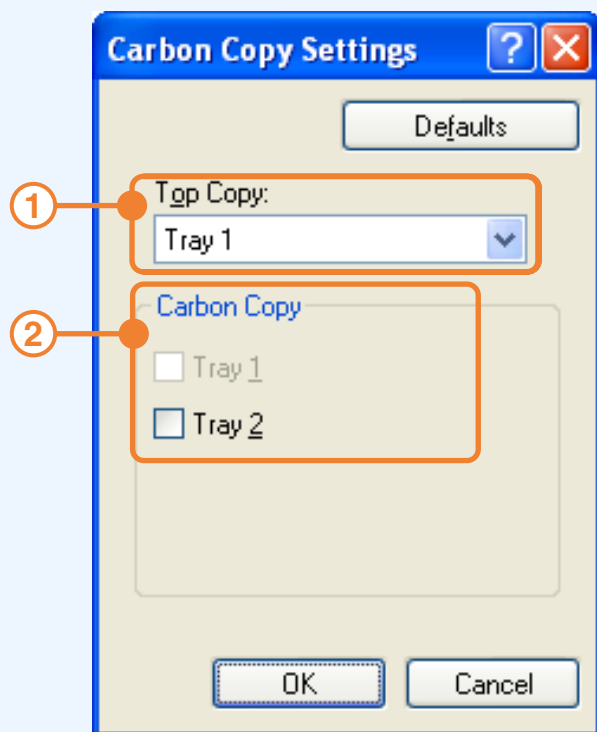 Carbon Copy Settings
?
Defaults
1
Top Copy:
Tray 1
2
Carbon Copy
Tray 1
Tray 2
OK
Cancel